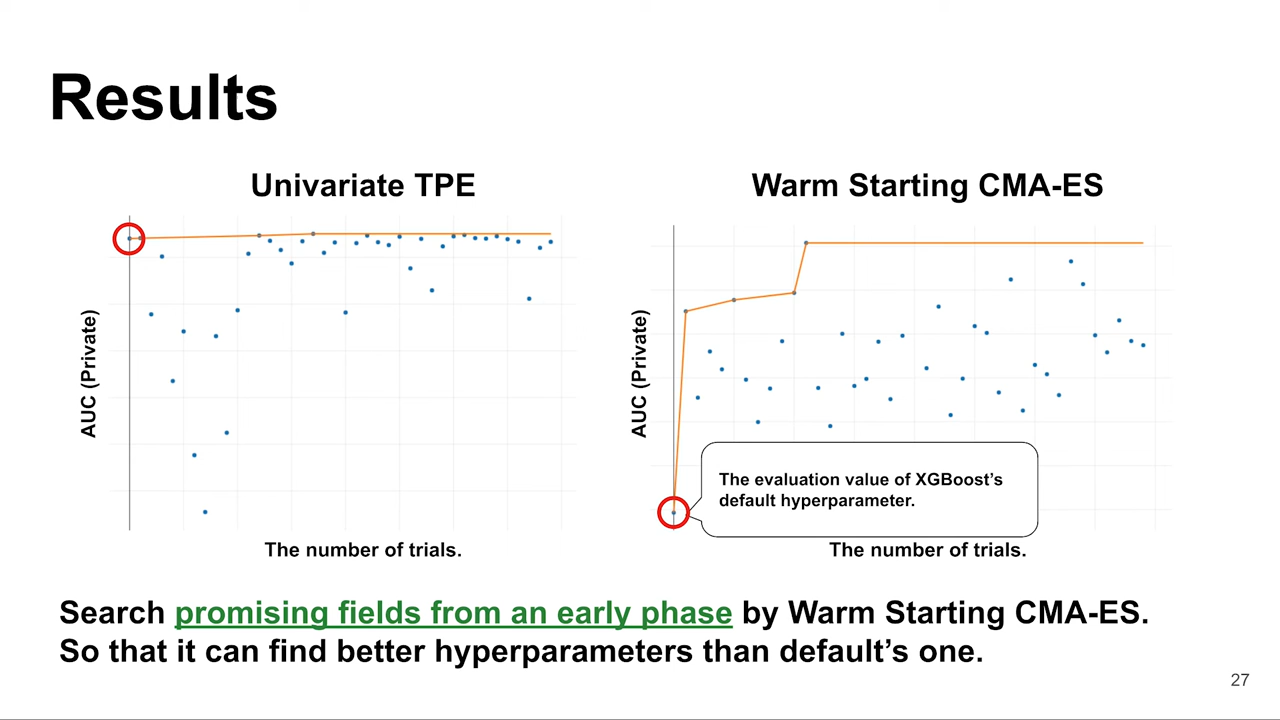 Results
Univariate TPE
Warm Starting CMA-ES
AUC (Private)
AUC (Private)
The evaluation value of XGBoost's
default hyperparameter.
The number of trials.
The number of trials.
Search promising fields from an early phase by Warm Starting CMA-ES.
So that it can find better hyperparameters than default's one.
27